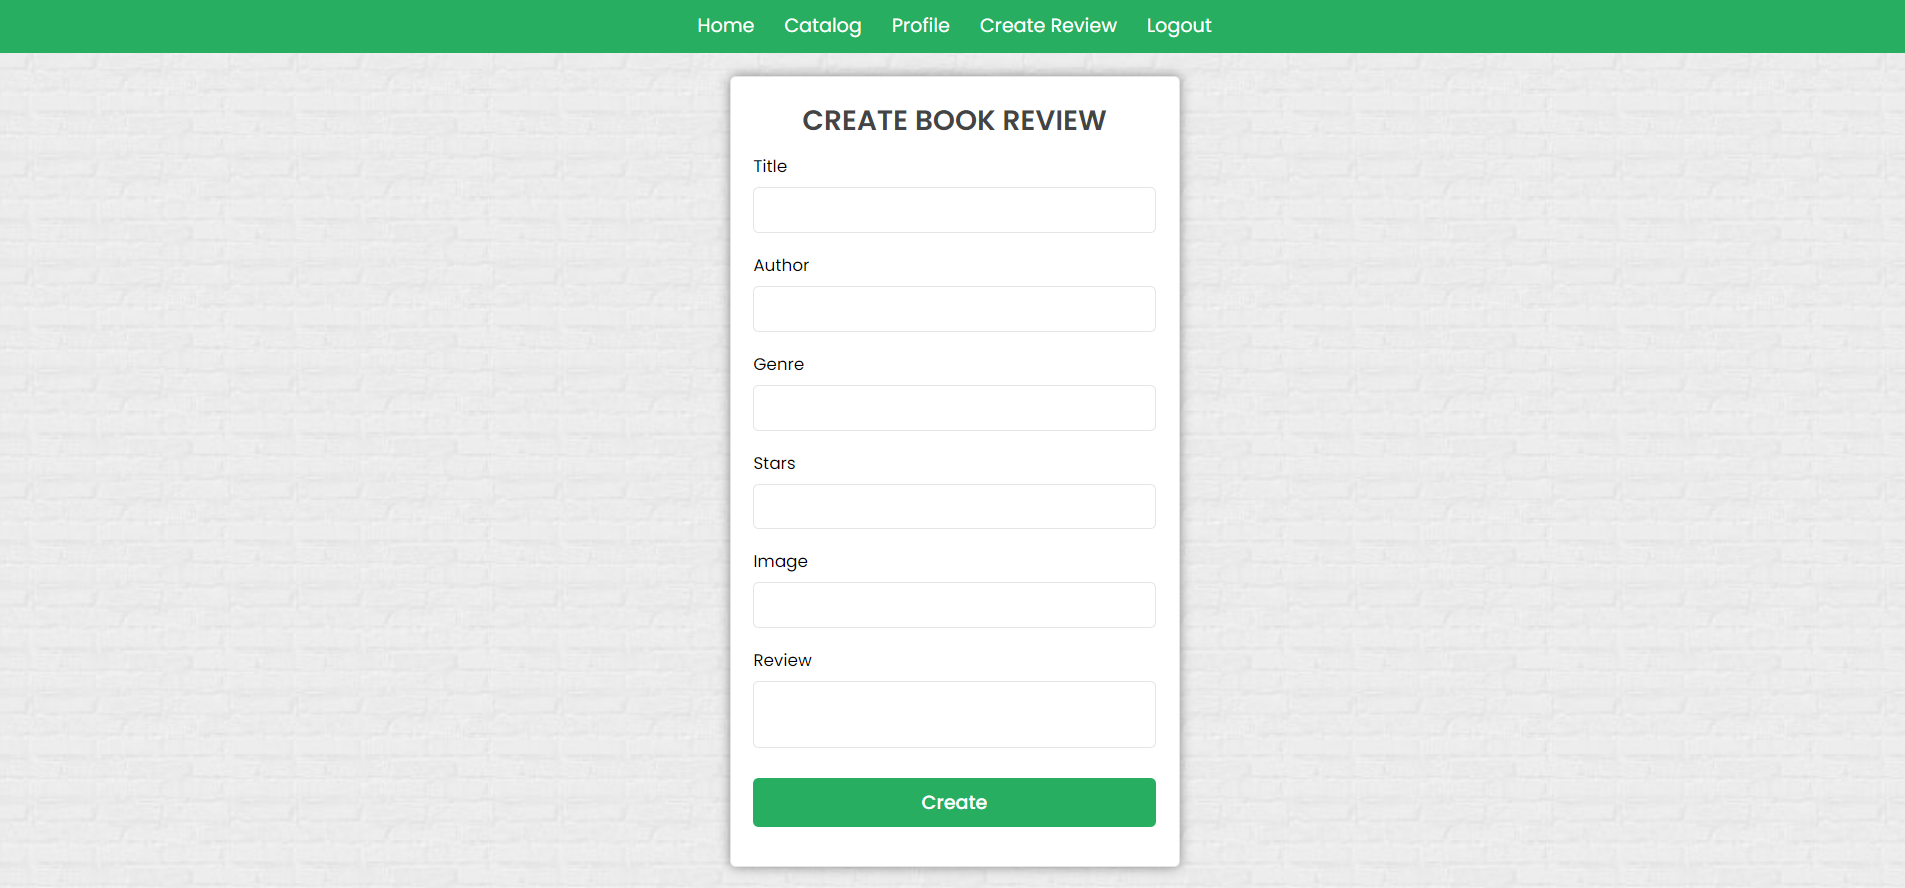 Home Catalog Profile Create Review Logout
CREATE BOOK REVIEW
Title
Author
Genre
Stars
Image
Review
Create